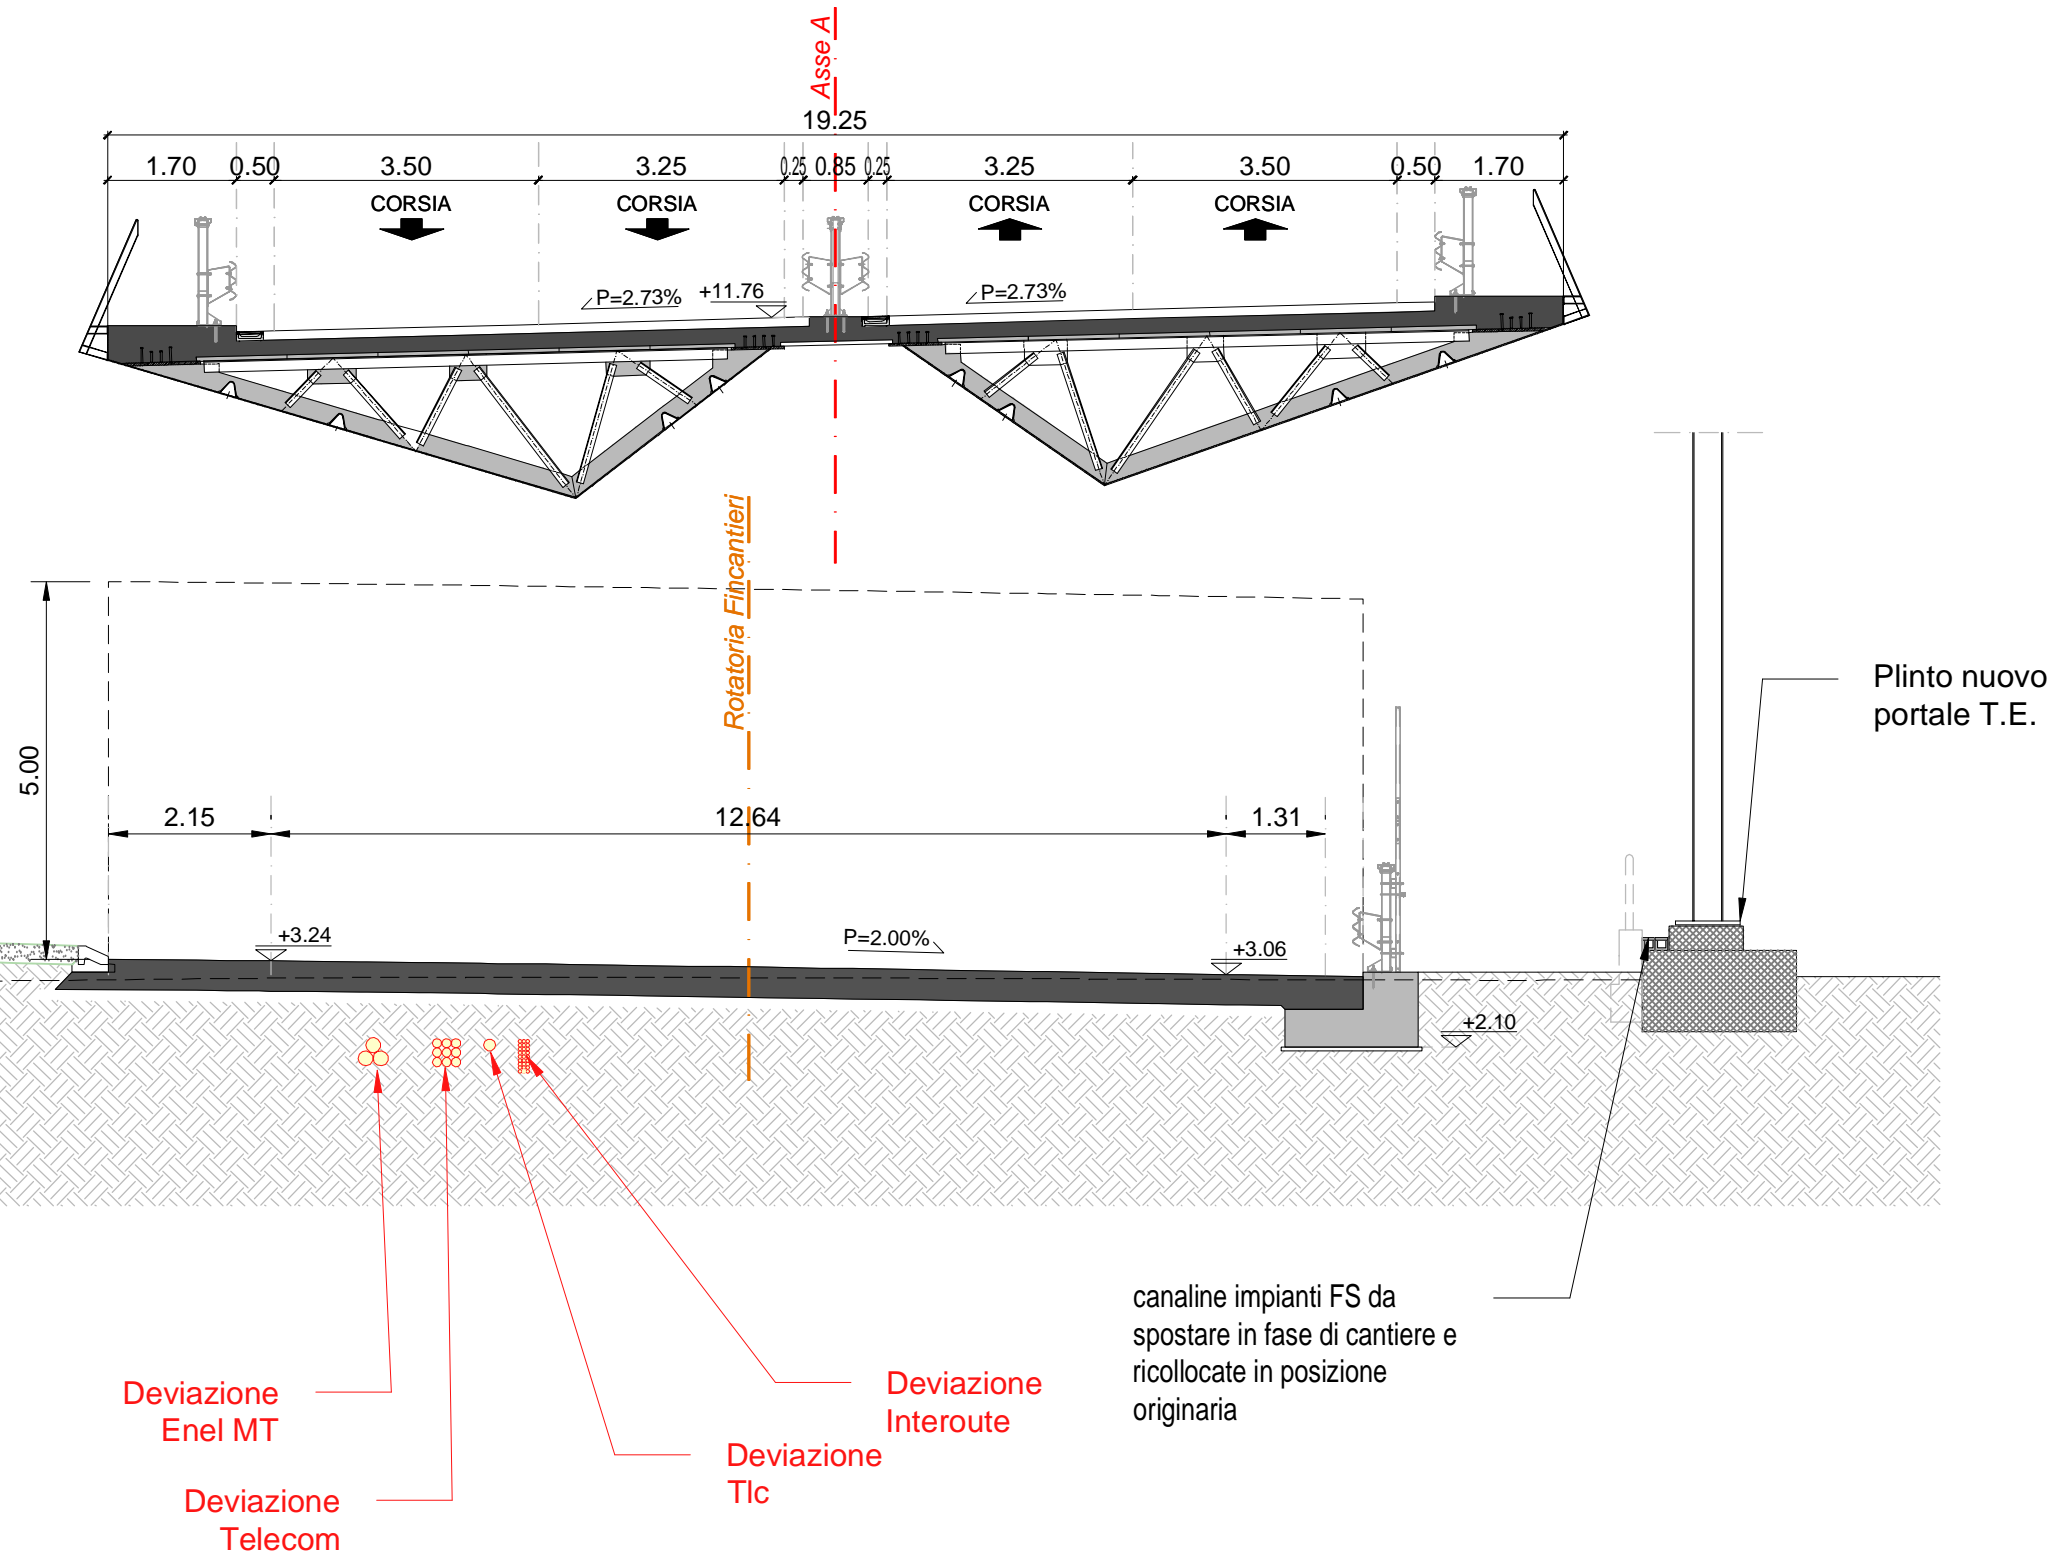 Asse A
19.25
1.70 0.50 3.50 3.25 0.25 0.85 0.25 3.25 3.50 0.50 1.70
CORSIA CORSIA CORSIA CORSIA
P=2.73% +11.76 P=2.73%
Rotatoria Fincantieri
Plinto nuovo
portale T.E.
5.00
2.15 12.64 1.31
+3.24 P=2.00% +3.06
+2.10
canaline impianti FS da
spostare in fase di cantiere e
ricollocate in posizione
originaria
Deviazione
Enel MT
Deviazione
Interoute
Deviazione
Tlc
Deviazione
Telecom